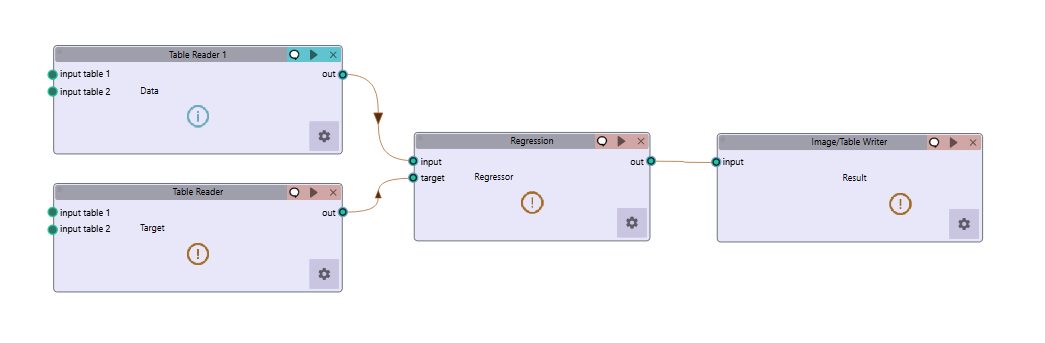 Table Reader 1
input table 1
out
input table 2
Data
Table Reader
input table 1
out
input table 2
Target
Regression
input
out
target
Regressor
Image/Table Writer
input
Result